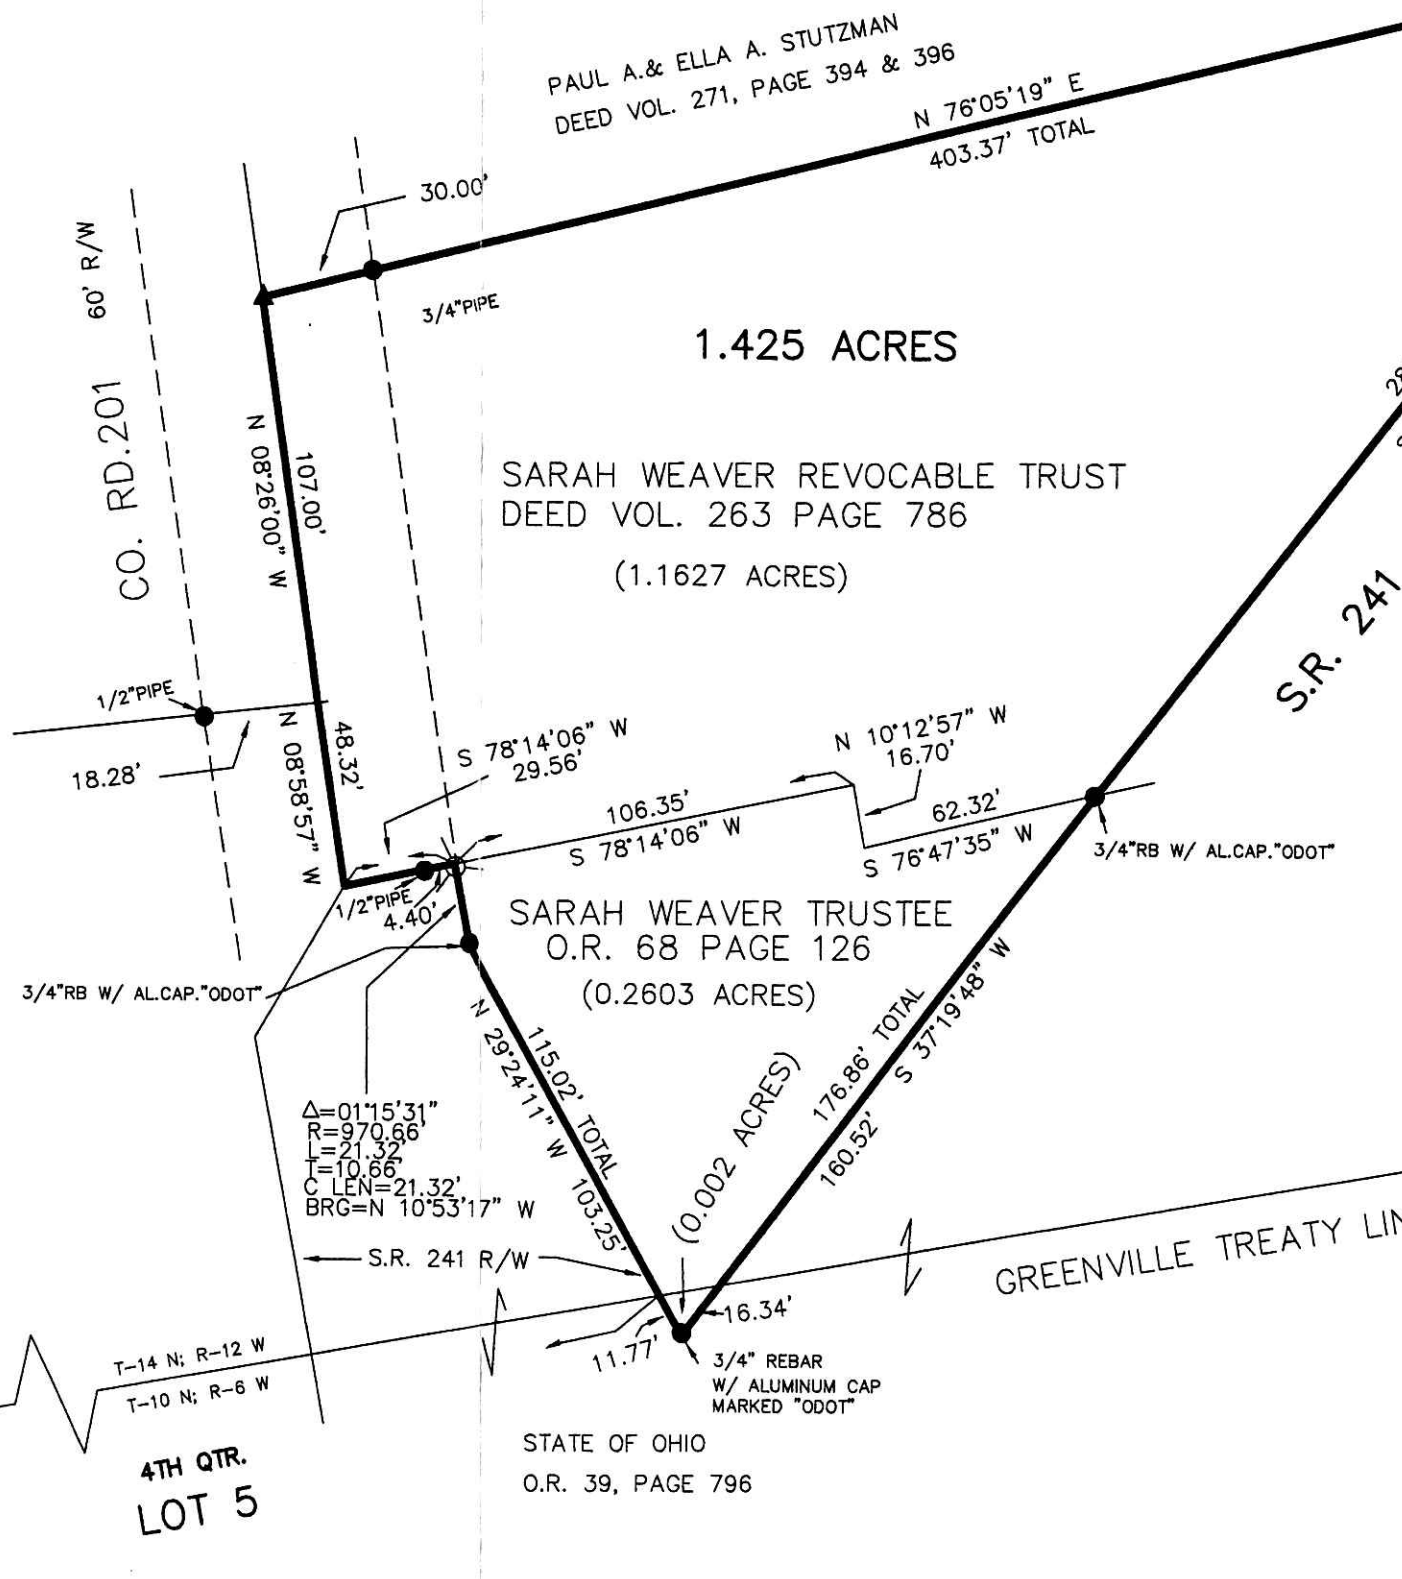 PAUL A.& ELLA A. STUTZMAN
DEED VOL. 271, PAGE 394 & 396
N 76°05'19" E
403.37' TOTAL
30.00'
60' R/W
CO. RD.201
3/4"PIPE
1.425 ACRES
N 08°26'00" W
107.00'
SARAH WEAVER REVOCABLE TRUST
DEED VOL. 263 PAGE 786
(1.1627 ACRES)
S.R. 241
1/2"PIPE
18.28'
N 08°58'57" W
48.32'
S 78°14'06" W
29.56'
N 10°12'57" W
16.70'
106.35'
S 78°14'06" W
62.32'
S 76°47'35" W
3/4"RB W/ AL.CAP."ODOT"
1/2"PIPE
4.40'
SARAH WEAVER TRUSTEE
O.R. 68 PAGE 126
(0.2603 ACRES)
3/4"RB W/ AL.CAP."ODOT"
N 29°24'11" W
115.02' TOTAL
103.25'
176.86' TOTAL
S 37°19'48" W
160.52'
(0.002 ACRES)
Δ=01°15'31"
R=970.66'
L=21.32'
T=10.66'
C LEN=21.32'
BRG=N 10°53'17" W
S.R. 241 R/W
GREENVILLE TREATY LIN
16.34'
11.77'
3/4" REBAR
W/ ALUMINUM CAP
MARKED "ODOT"
T-14 N; R-12 W
T-10 N; R-6 W
4TH QTR.
LOT 5
STATE OF OHIO
O.R. 39, PAGE 796